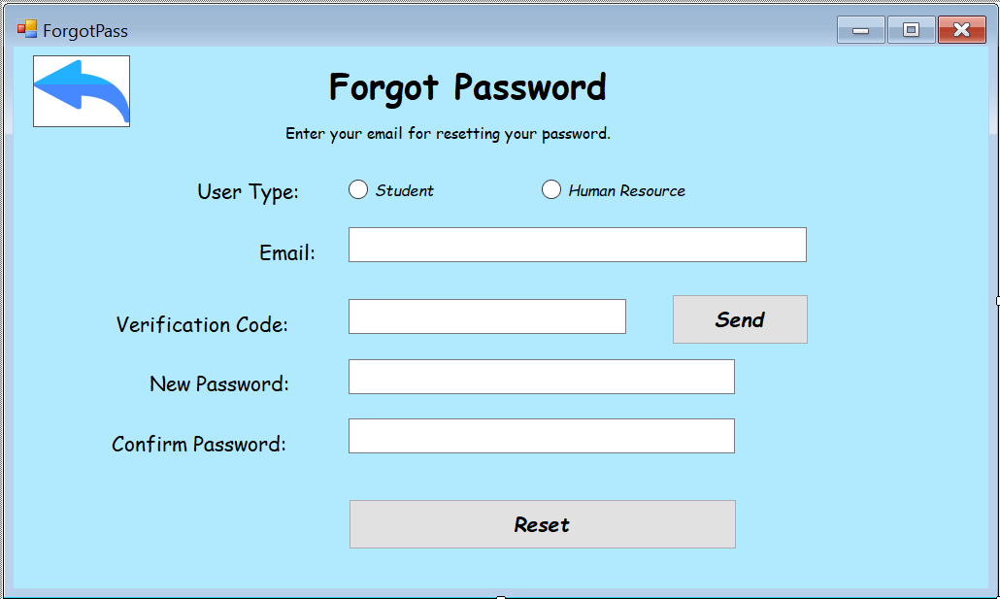 ForgotPass
Forgot Password
Enter your email for resetting your password.
User Type: Student Human Resource
Email:
Verification Code: Send
New Password:
Confirm Password:
Reset